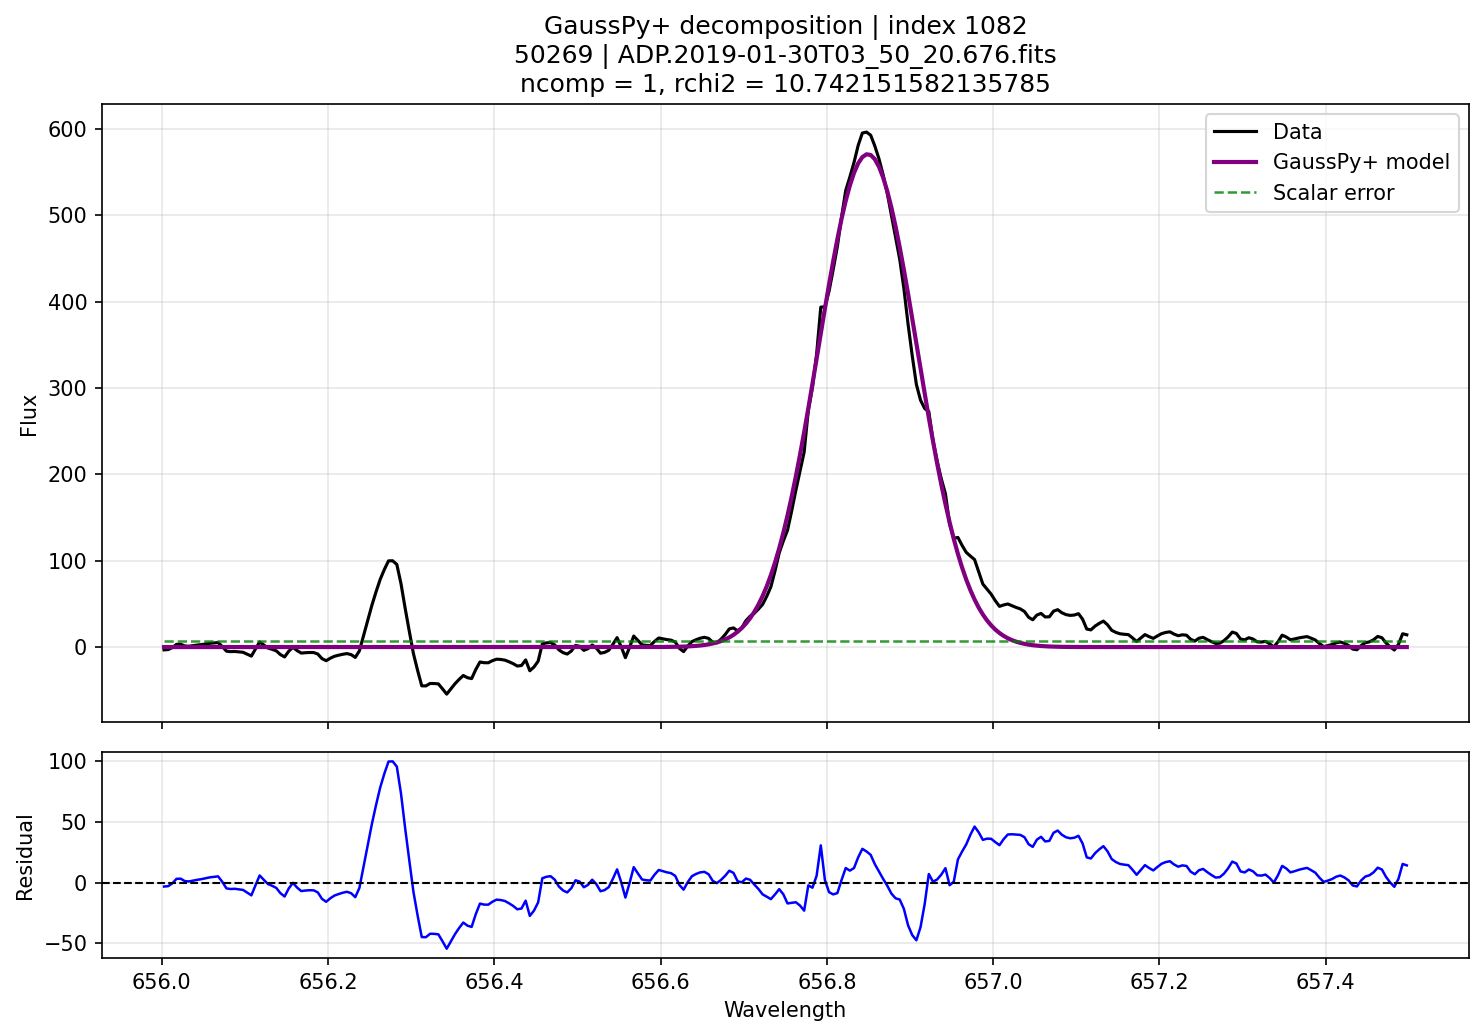 GaussPy+ decomposition | index 1082
50269 | ADP.2019-01-30T03_50_20.676.fits
ncomp = 1, rchi2 = 10.742151582135785
Data
GaussPy+ model
Scalar error
600
500
400
300
200
100
0
Flux
100
50
0
−50
Residual
656.0
656.2
656.4
656.6
656.8
657.0
657.2
657.4
Wavelength